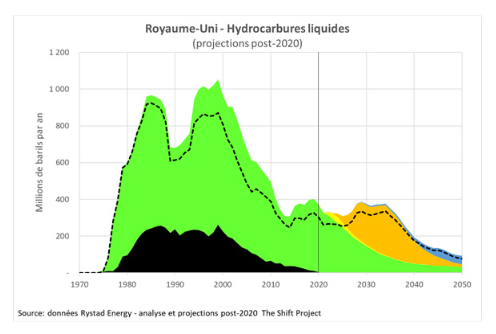 Royaume-Uni - Hydrocarbures liquides
(projections post-2020)
Millions de barils par an
1 200
1 000
800
600
400
200
-
1970 1980 1990 2000 2010 2020 2030 2040 2050
Source: données Rystad Energy - analyse et projections post-2020 The Shift Project